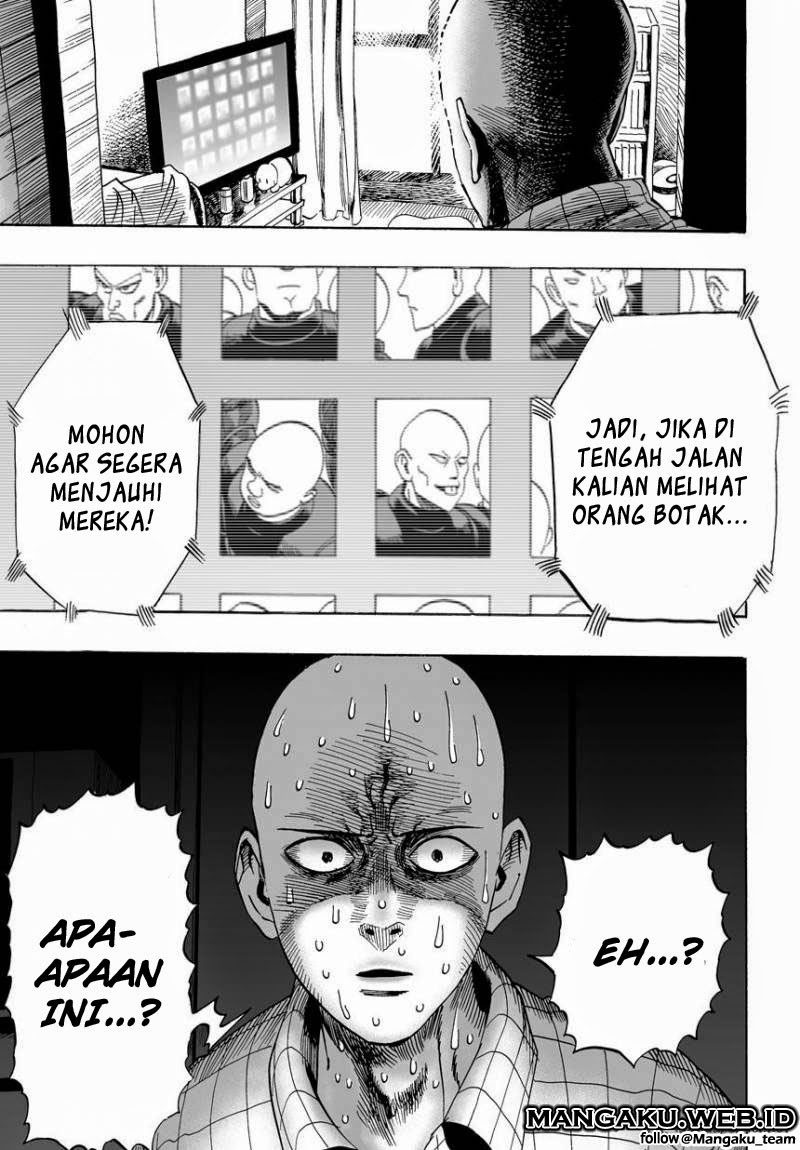 JADI, JIKA DI
TENGAH JALAN
KALIAN MELIHAT
ORANG BOTAK...
MOHON
AGAR SEGERA
MENJAUHI
MEREKA!
EH...?
APA-
APAAN
INI...?
MANGAKU.WEB.ID
follow @Mangaku_team